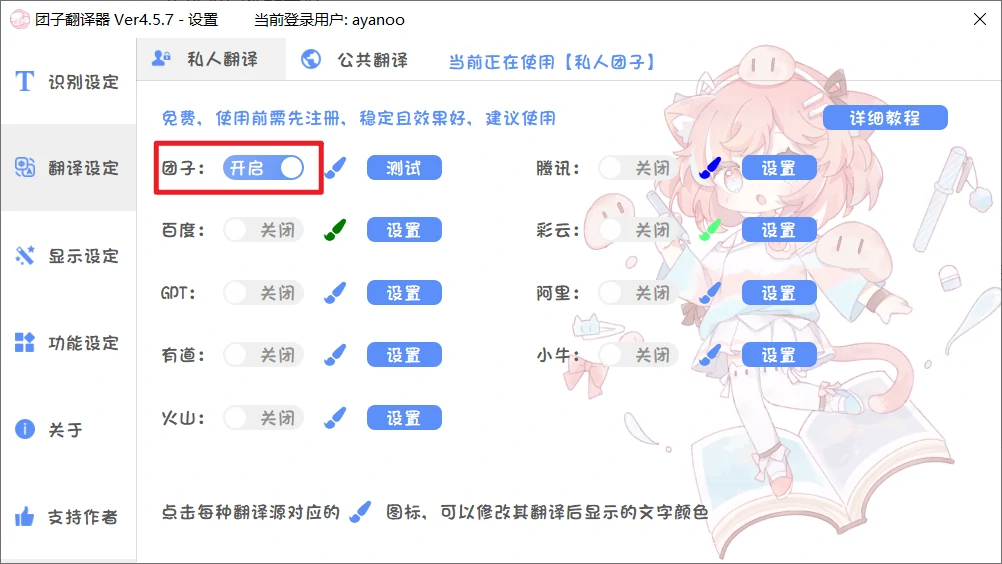 团子翻译器 Ver4.5.7 - 设置 当前登录用户: ayanoo
私人翻译 公共翻译 当前正在使用【私人团子】
识别设定
翻译设定
显示设定
功能设定
关于
支持作者
免费, 使用前需先注册, 稳定且效果好, 建议使用 详细教程
团子: 开启 测试 腾讯: 关闭 设置
百度: 关闭 设置 彩云: 关闭 设置
GPT: 关闭 设置 阿里: 关闭 设置
有道: 关闭 设置 小牛: 关闭 设置
火山: 关闭 设置
点击每种翻译源对应的 图标, 可以修改其翻译后显示的文字颜色